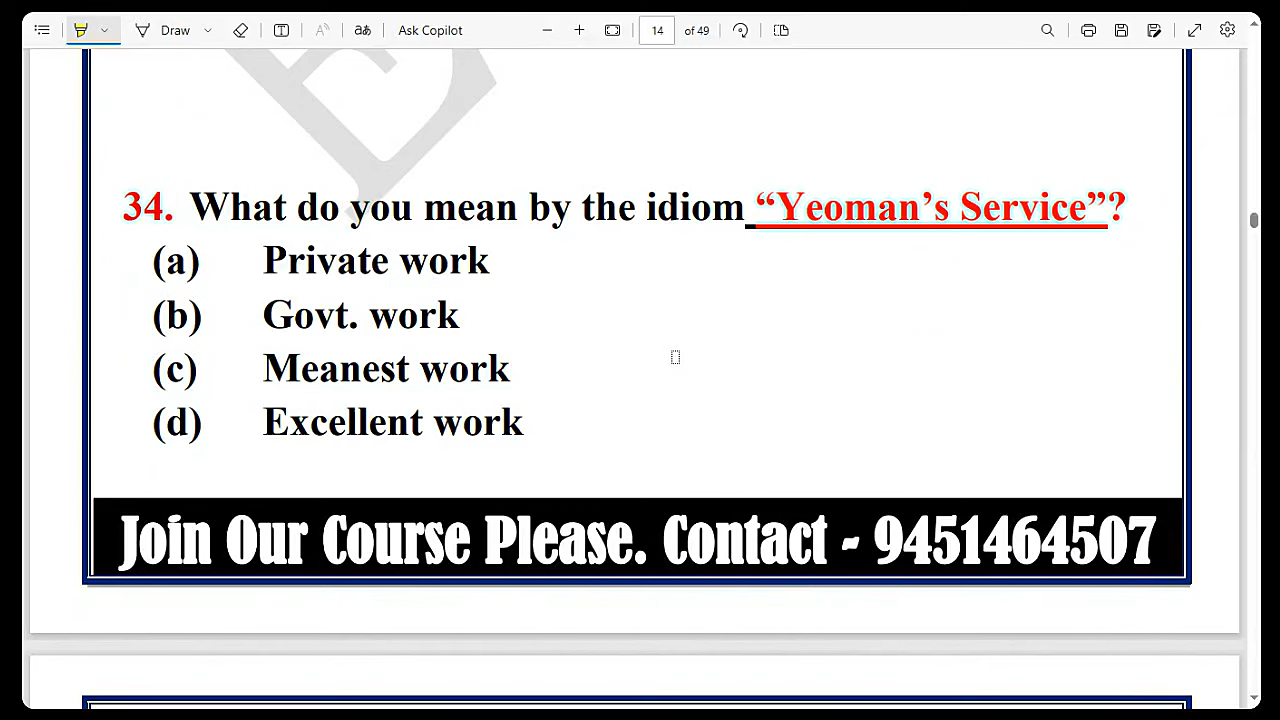 Draw
Ask Copilot
14 of 49
34. What do you mean by the idiom “Yeoman’s Service”?
(a) Private work
(b) Govt. work
(c) Meanest work
(d) Excellent work
Join Our Course Please. Contact - 9451464507